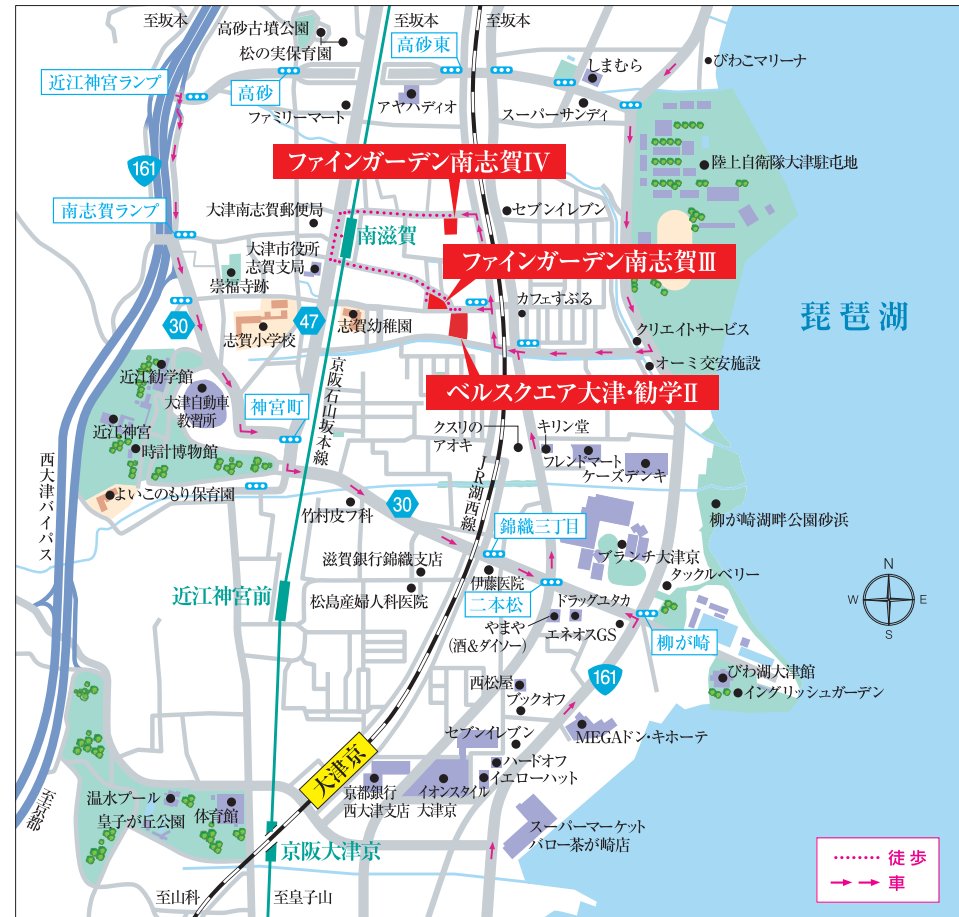 至坂本
至坂本
至坂本
高砂古墳公園
松の実保育園
高砂東
しまむら
びわこマリーナ
近江神宮ランプ
高砂
ファミリーマート
アヤハディオ
スーパーサンディ
161
ファインガーデン南志賀Ⅳ
陸上自衛隊大津駐屯地
南志賀ランプ
大津南志賀郵便局
セブンイレブン
南滋賀
大津市役所
志賀支局
ファインガーデン南志賀Ⅲ
崇福寺跡
カフェすぶる
琵琶湖
30
47
志賀小学校
志賀幼稚園
クリエイトサービス
オーミ交安施設
近江勧学館
京阪石山坂本線
ベルスクエア大津・勧学Ⅱ
大津自動車
教習所
神宮町
近江神宮
時計博物館
クスリの
アオキ
キリン堂
フレンドマート
ケーズデンキ
JR湖西線
西大津バイパス
よいこのもり保育園
竹村皮フ科
30
錦織三丁目
柳が崎湖畔公園砂浜
滋賀銀行錦織支店
伊藤医院
ブランチ大津京
タックルベリー
近江神宮前
松島産婦人科医院
二本松
ドラッグユタカ
やまや
(酒&ダイソー)
エネオスGS
柳が崎
N
W
E
S
西松屋
161
びわ湖大津館
イングリッシュガーデン
ブックオフ
セブンイレブン
MEGAドン・キホーテ
大津京
ハードオフ
イエローハット
京都銀行
西大津支店
イオンスタイル
大津京
至京都
温水プール
皇子が丘公園
体育館
スーパーマーケット
バロー茶が崎店
京阪大津京
徒歩
車
至山科
至皇子山